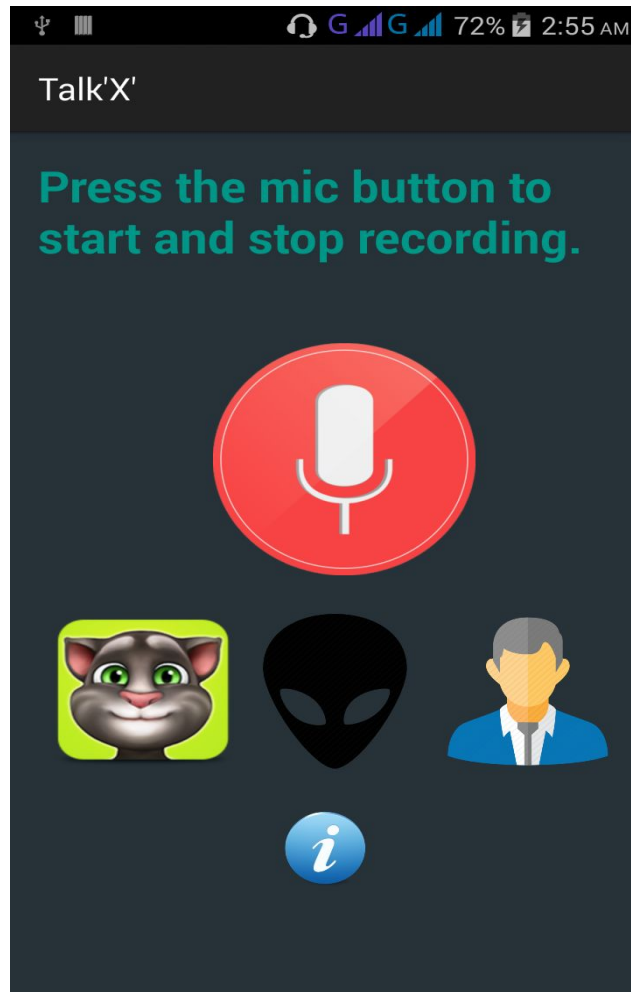 G G 72% 2:55 AM
Talk'X'
Press the mic button to
start and stop recording.
i